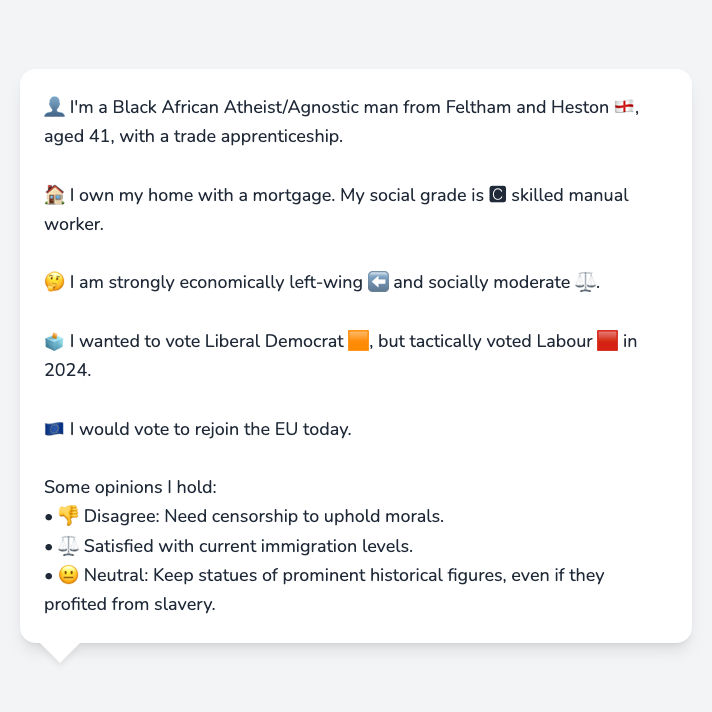 👤 I'm a Black African Atheist/Agnostic man from Feltham and Heston 🏴󠁧󠁢󠁥󠁮󠁧󠁿,
aged 41, with a trade apprenticeship.
🏠 I own my home with a mortgage. My social grade is 🅲 skilled manual
worker.
🤔 I am strongly economically left-wing ⬅️ and socially moderate ⚖️.
🗳️ I wanted to vote Liberal Democrat 🟧, but tactically voted Labour 🟥 in
2024.
🇪🇺 I would vote to rejoin the EU today.
Some opinions I hold:
• 👎 Disagree: Need censorship to uphold morals.
• ⚖️ Satisfied with current immigration levels.
• 😐 Neutral: Keep statues of prominent historical figures, even if they
profited from slavery.